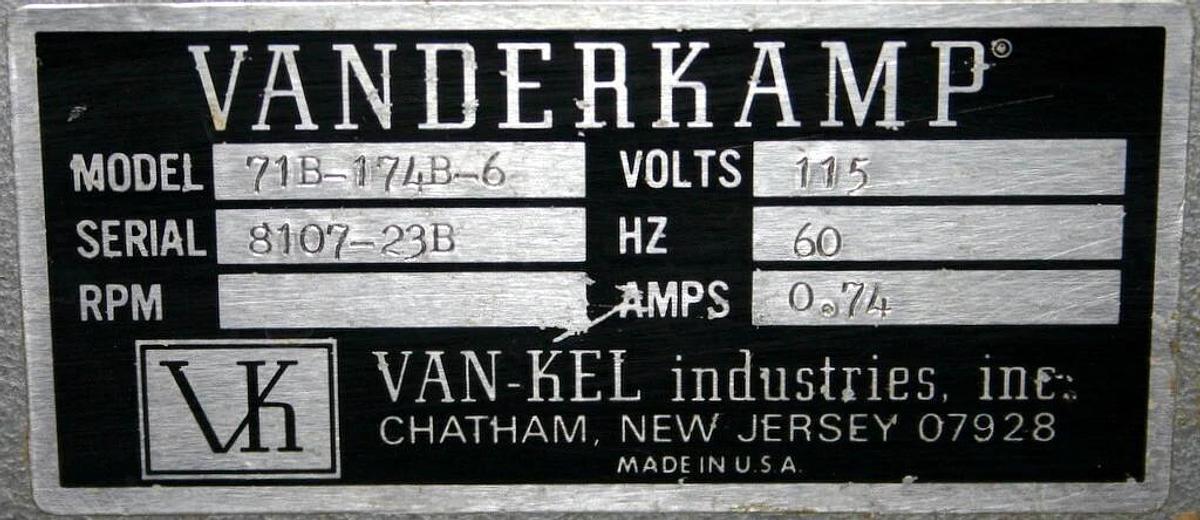 VANDERKAMP®
MODEL 71B-174B-6 VOLTS 115
SERIAL 8107-23B HZ 60
RPM AMPS 0.74
VK VAN-KEL industries, inc.
CHATHAM, NEW JERSEY 07928
MADE IN U.S.A.